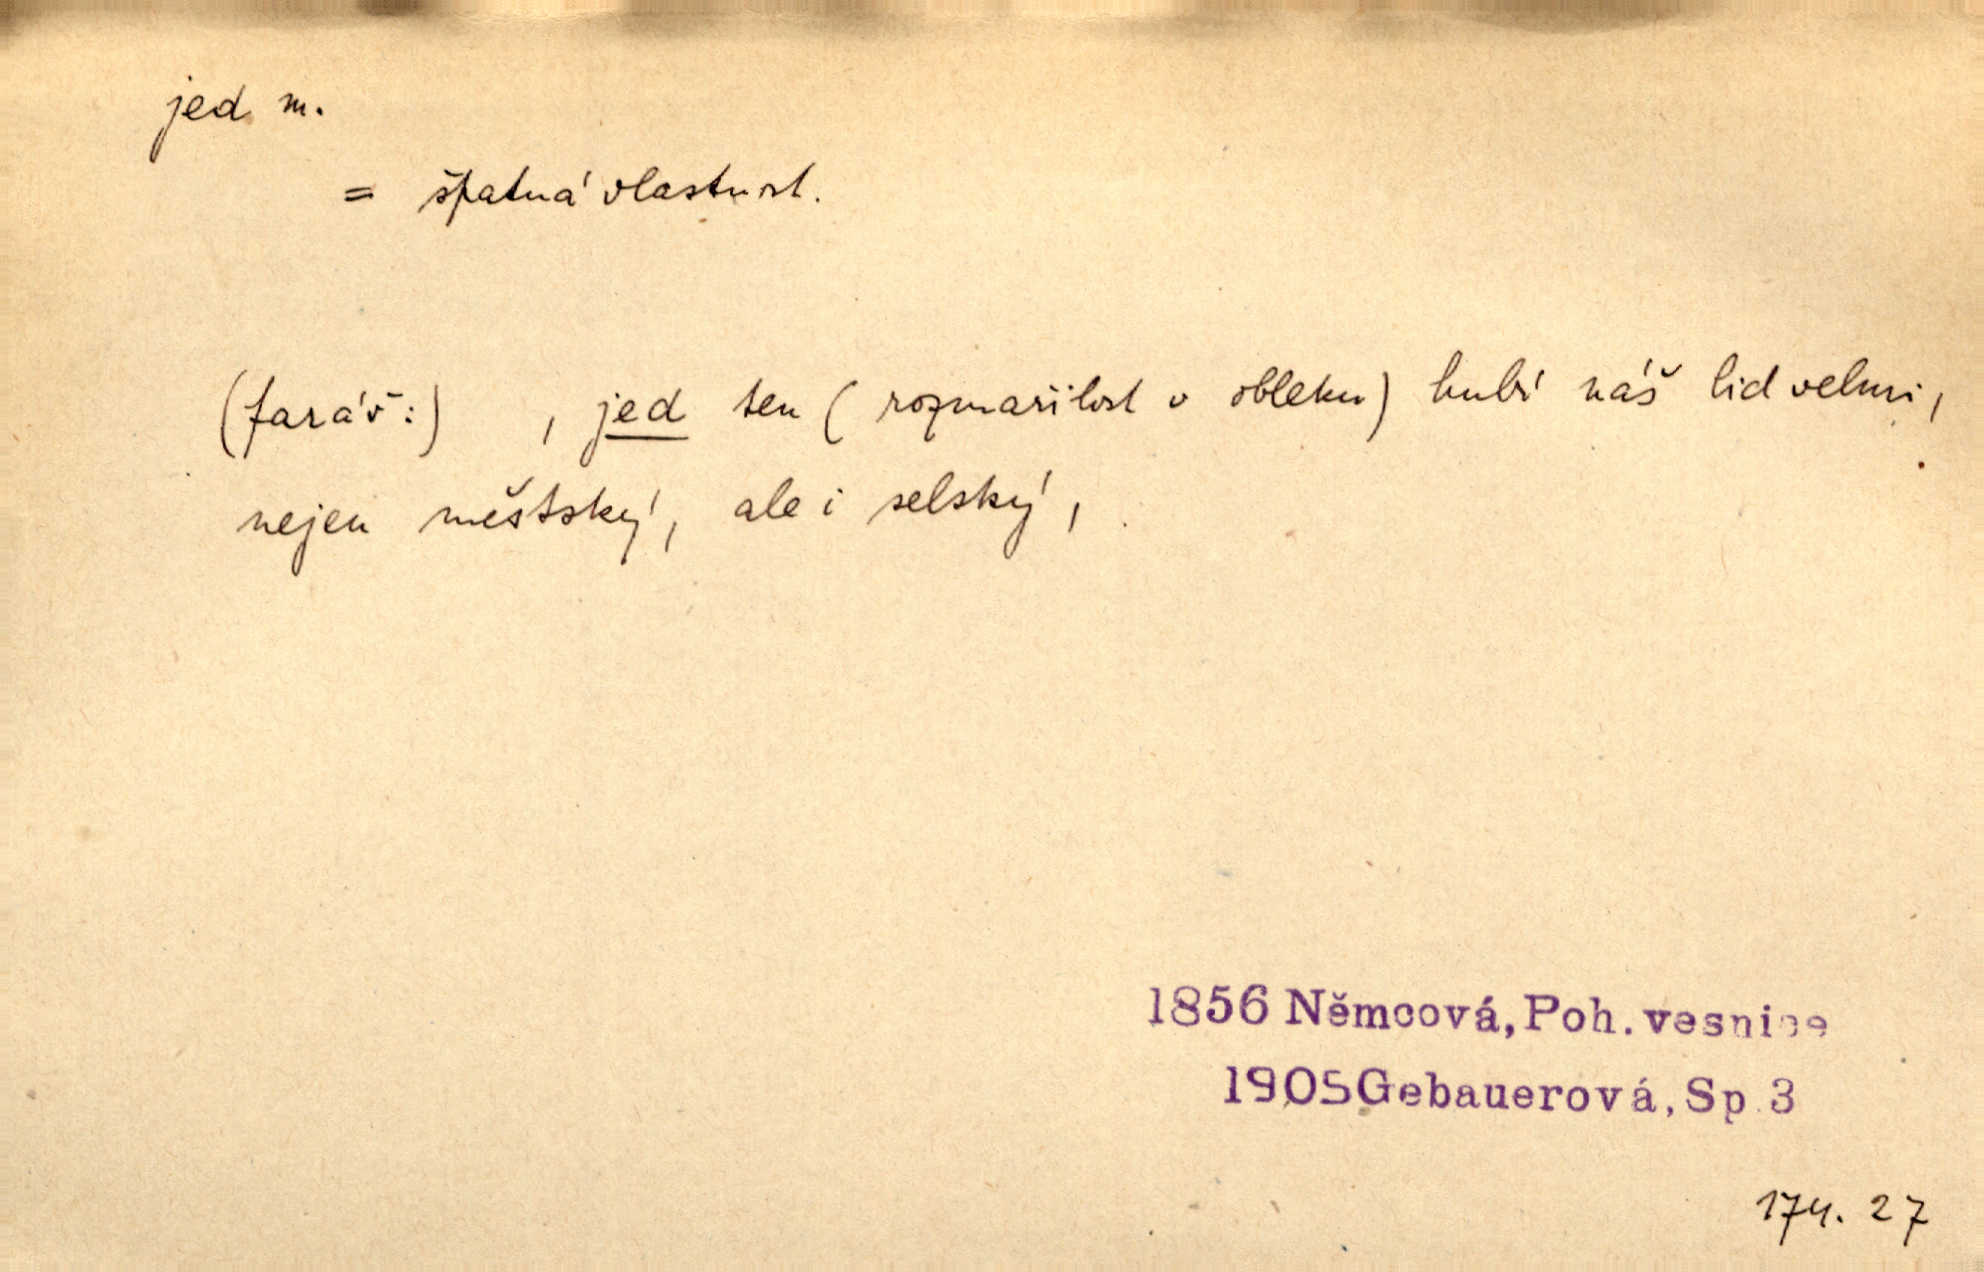 jed m.
= špatná vlastnost.
(farář:) , jed ten (rozmařilost v obleku) hubí náš lid velmi,
nejen městský, ale i selský,
1856 Němcová, Poh. vesnice
1905 Gebauerová, Sp 3
174. 27